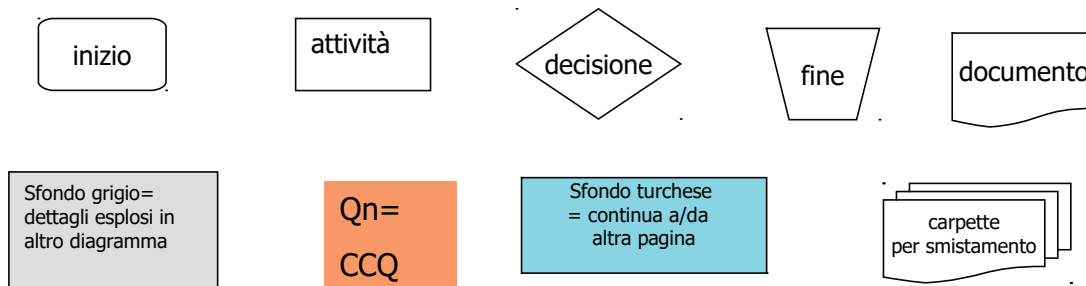 inizio
attività
decisione
fine
documento
Sfondo grigio=
dettagli esplosi in
altro diagramma
Qn=
CCQ
Sfondo turchese
= continua a/da
altra pagina
carpette
per smistamento